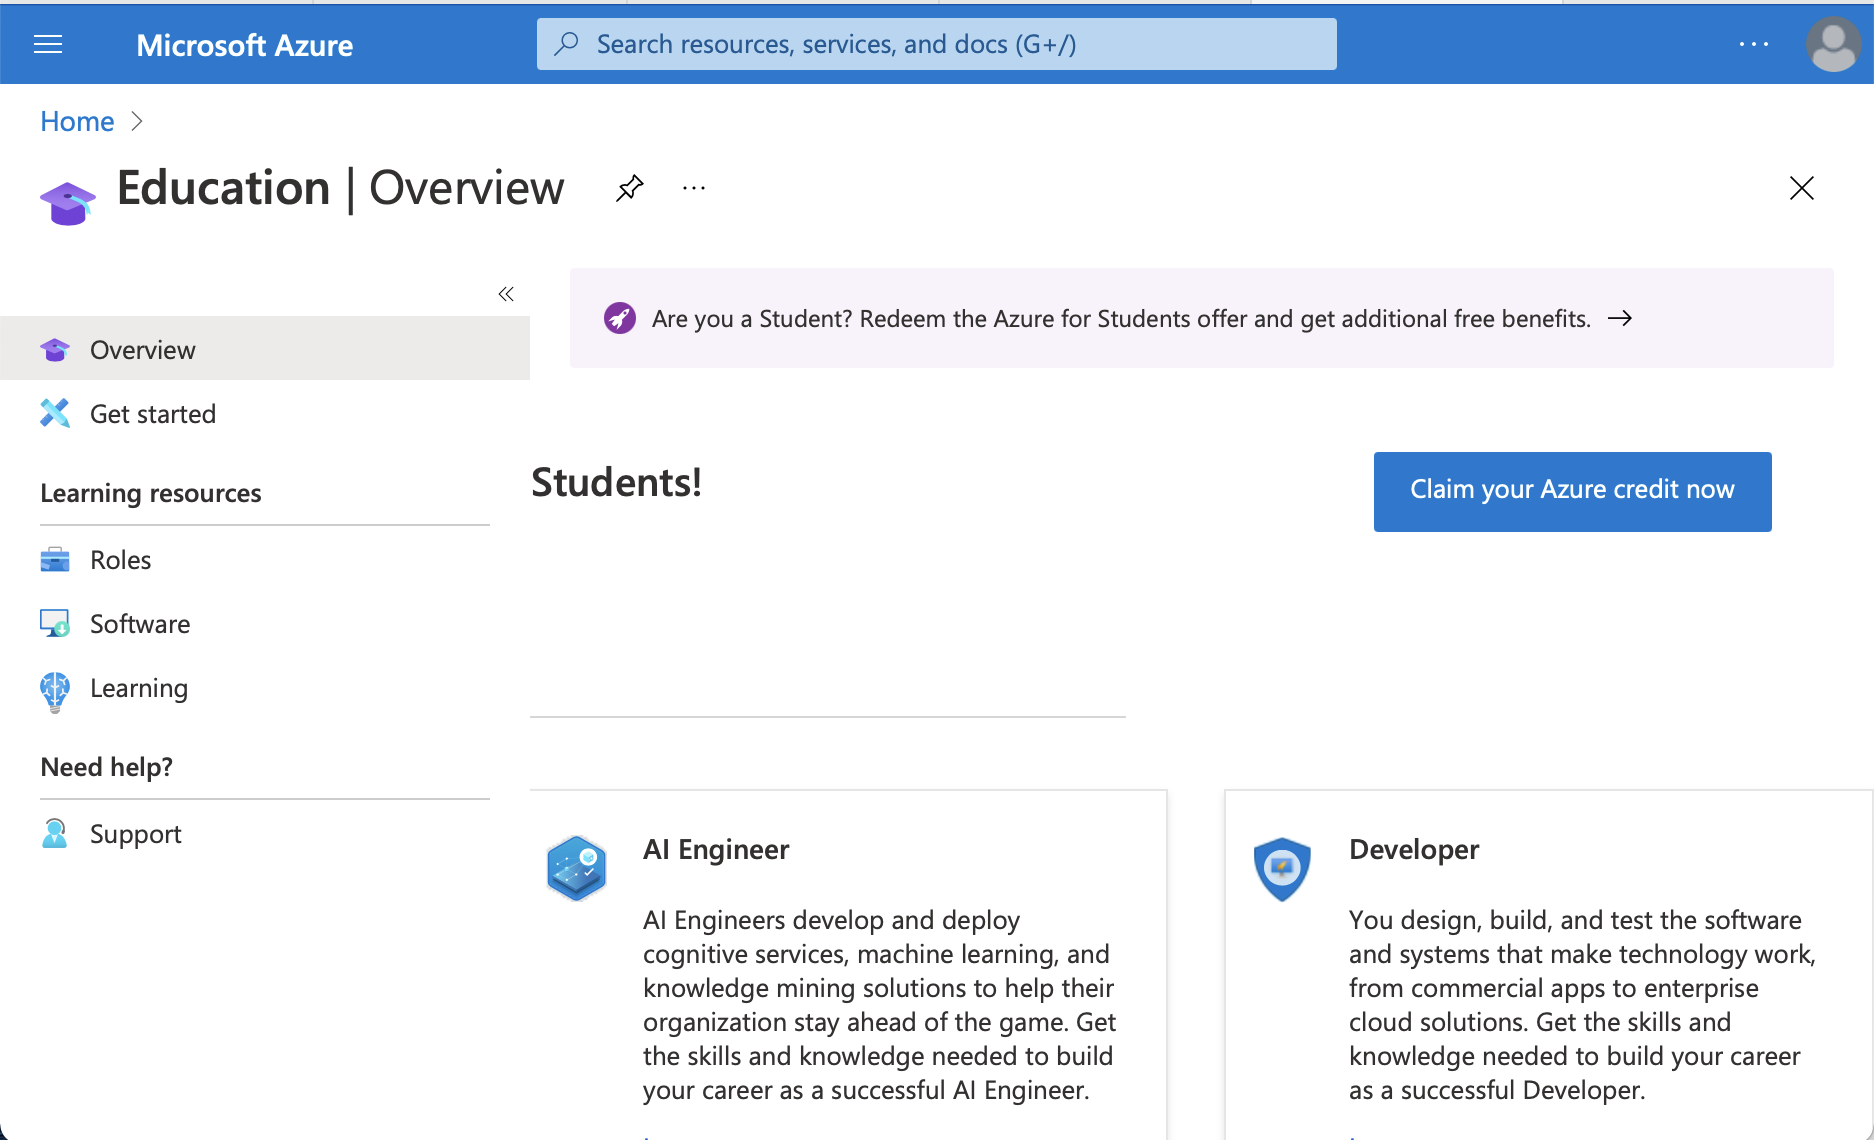 Microsoft Azure
Search resources, services, and docs (G+/)
Home
Education | Overview
Are you a Student? Redeem the Azure for Students offer and get additional free benefits.
Overview
Get started
Learning resources
Roles
Software
Learning
Need help?
Support
Students!
Claim your Azure credit now
AI Engineer
AI Engineers develop and deploy
cognitive services, machine learning, and
knowledge mining solutions to help their
organization stay ahead of the game. Get
the skills and knowledge needed to build
your career as a successful AI Engineer.
Developer
You design, build, and test the software
and systems that make technology work,
from commercial apps to enterprise
cloud solutions. Get the skills and
knowledge needed to build your career
as a successful Developer.